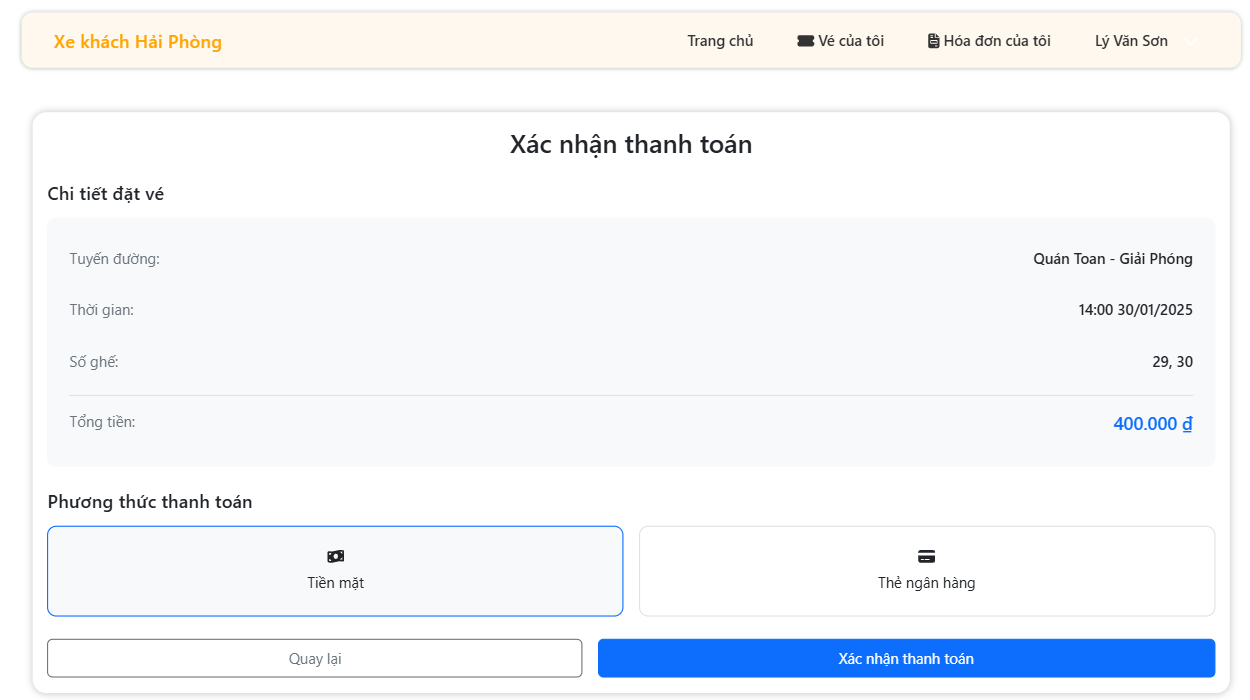 Xe khách Hải Phòng
Trang chủ
Vé của tôi
Hóa đơn của tôi
Lý Văn Sơn
Xác nhận thanh toán
Chi tiết đặt vé
Tuyến đường: Quán Toan - Giải Phóng
Thời gian: 14:00 30/01/2025
Số ghế: 29, 30
Tổng tiền: 400.000 ₫
Phương thức thanh toán
Tiền mặt
Thẻ ngân hàng
Quay lại
Xác nhận thanh toán